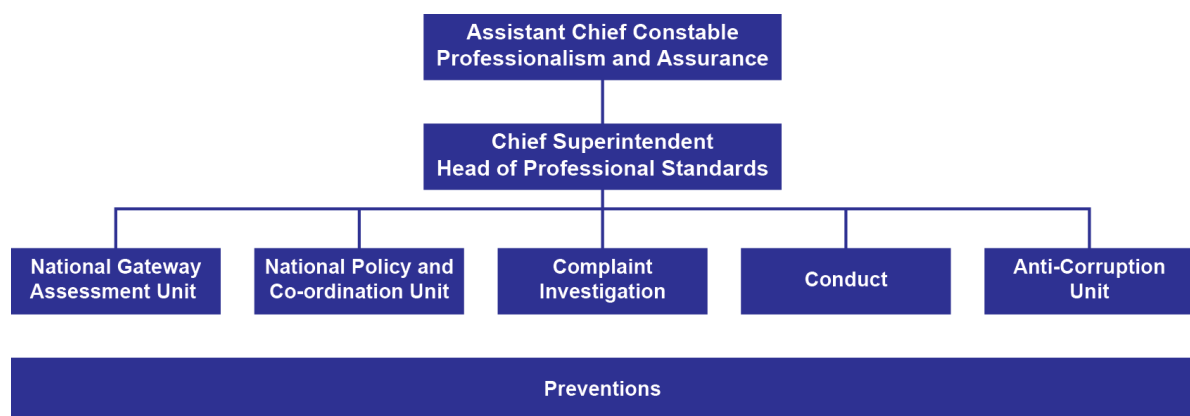 Assistant Chief Constable
Professionalism and Assurance
Chief Superintendent
Head of Professional Standards
National Gateway
Assessment Unit
National Policy and
Co-ordination Unit
Complaint
Investigation
Conduct
Anti-Corruption
Unit
Preventions